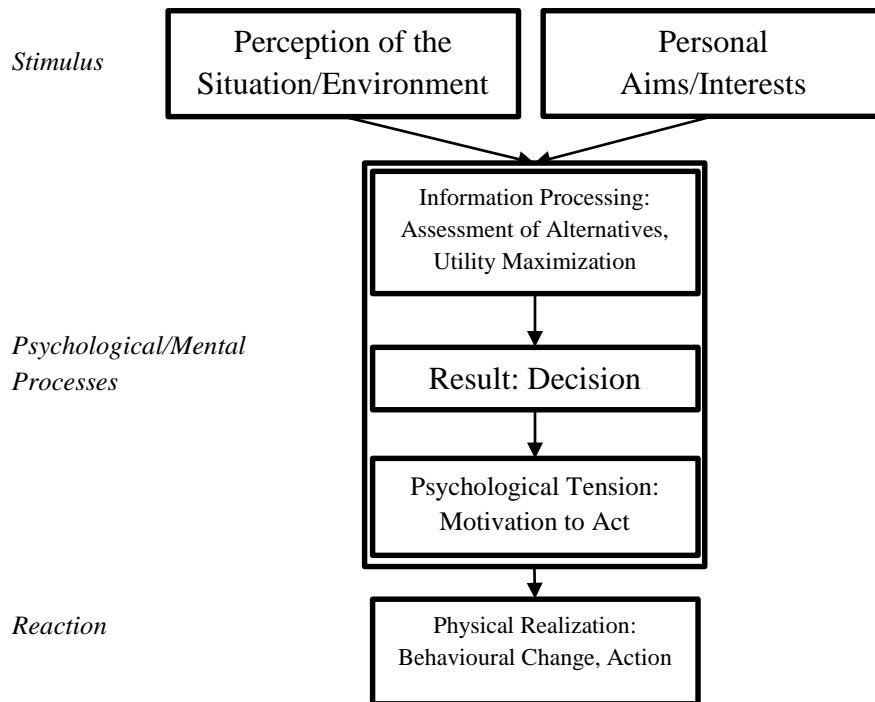 Stimulus
Perception of the
Situation/Environment
Personal
Aims/Interests
Information Processing:
Assessment of Alternatives,
Utility Maximization
Psychological/Mental
Processes
Result: Decision
Psychological Tension:
Motivation to Act
Reaction
Physical Realization:
Behavioural Change, Action